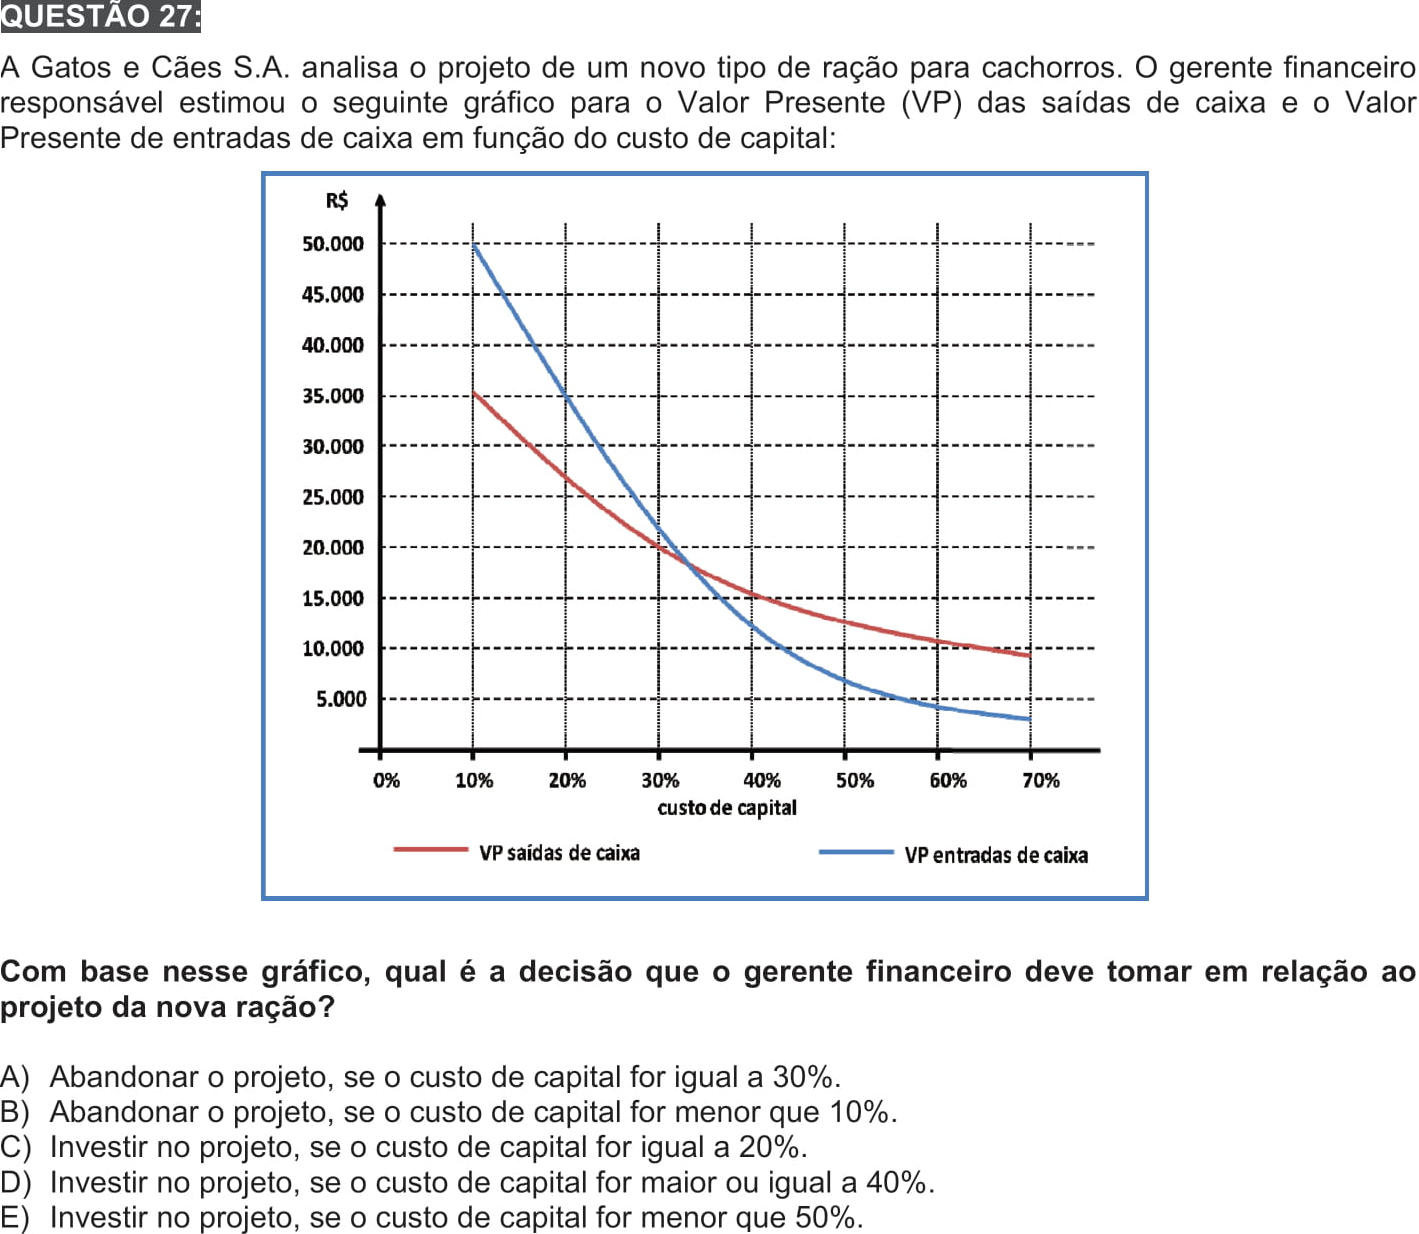 QUESTÃO 27:
A Gatos e Cães S.A. analisa o projeto de um novo tipo de ração para cachorros. O gerente financeiro
responsável estimou o seguinte gráfico para o Valor Presente (VP) das saídas de caixa e o Valor
Presente de entradas de caixa em função do custo de capital:
R$
50.000
45.000
40.000
35.000
30.000
25.000
20.000
15.000
10.000
5.000
0% 10% 20% 30% 40% 50% 60% 70%
custo de capital
VP saídas de caixa VP entradas de caixa
Com base nesse gráfico, qual é a decisão que o gerente financeiro deve tomar em relação ao
projeto da nova ração?
A) Abandonar o projeto, se o custo de capital for igual a 30%.
B) Abandonar o projeto, se o custo de capital for menor que 10%.
C) Investir no projeto, se o custo de capital for igual a 20%.
D) Investir no projeto, se o custo de capital for maior ou igual a 40%.
E) Investir no projeto, se o custo de capital for menor que 50%.